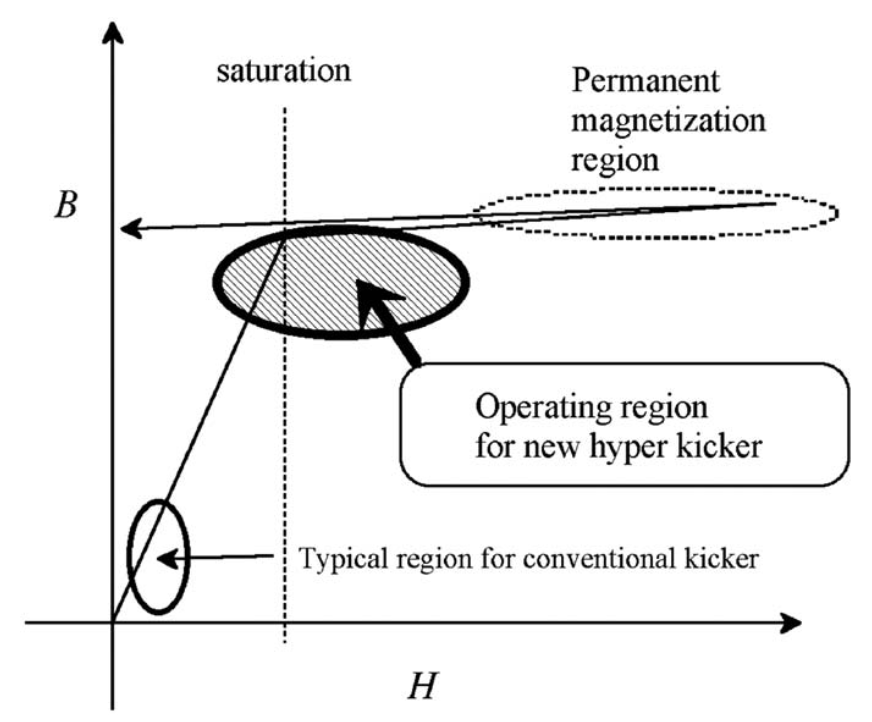 saturation
Permanent
magnetization
region
B
Operating region
for new hyper kicker
Typical region for conventional kicker
H